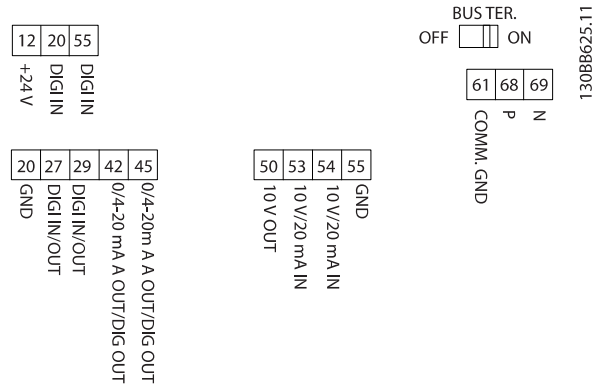 BUS TER.
OFF ON
130BB625.11
12 20 55
+24 V
DIGI IN
DIGI IN
61 68 69
COMM. GND
P
N
20 27 29 42 45
GND
DIGI IN/OUT
DIGI IN/OUT
0/4-20 mA A OUT/DIG OUT
0/4-20m A A OUT/DIG OUT
50 53 54 55
10 V OUT
10 V/20 mA IN
10 V/20 mA IN
GND